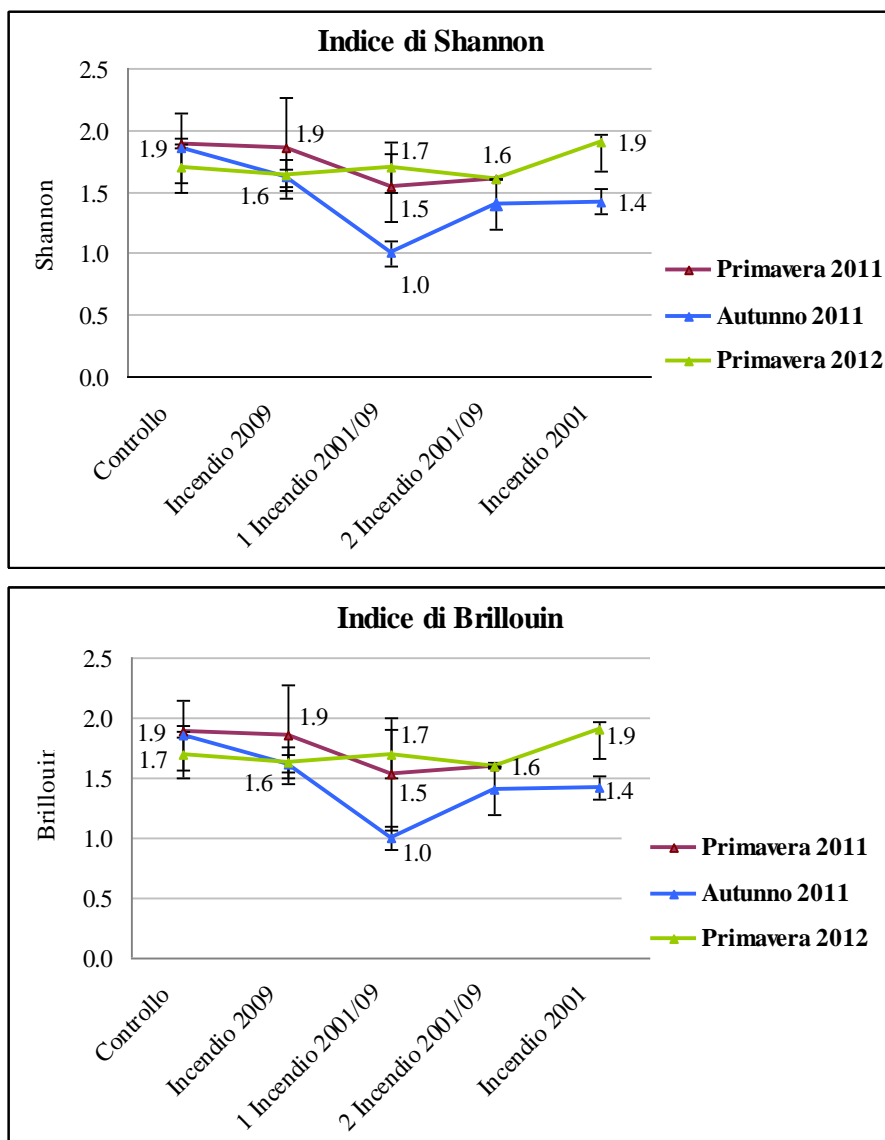 Indice di Shannon
2.5
2.0
1.5
1.0
0.5
0.0
Shannon
1.9
1.9
1.6
1.7
1.5
1.0
1.6
1.9
1.4
Controllo
Incendio 2009
1 Incendio 2001/09
2 Incendio 2001/09
Incendio 2001
Primavera 2011
Autunno 2011
Primavera 2012
Indice di Brillouin
2.5
2.0
1.5
1.0
0.5
0.0
Brillouir
1.9
1.7
1.9
1.6
1.7
1.5
1.0
1.6
1.9
1.4
Controllo
Incendio 2009
1 Incendio 2001/09
2 Incendio 2001/09
Incendio 2001
Primavera 2011
Autunno 2011
Primavera 2012